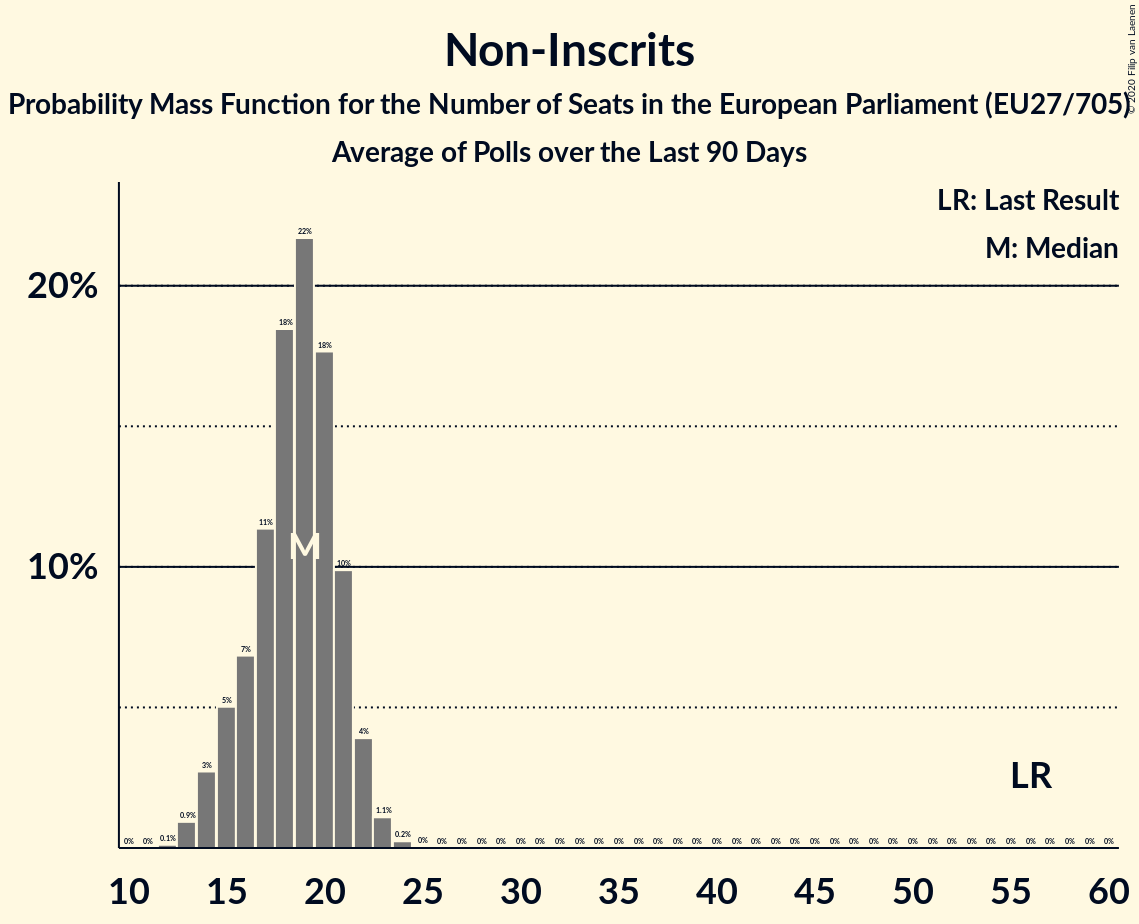 Non-Inscrits
Probability Mass Function for the Number of Seats in the European Parliament (EU27/705)
Average of Polls over the Last 90 Days
© 2020 Filip van Laenen
LR: Last Result
M: Median
20%
10%
0% 0% 0.1% 0.9% 3% 5% 7% 11% 18% 22% 18% 10% 4% 1.1% 0.2% 0% 0% 0% 0% 0% 0% 0% 0% 0% 0% 0% 0% 0% 0% 0% 0% 0% 0% 0% 0% 0% 0% 0% 0% 0% 0% 0% 0% 0% 0% 0% 0% 0% 0% 0% 0%
M
LR
10 15 20 25 30 35 40 45 50 55 60